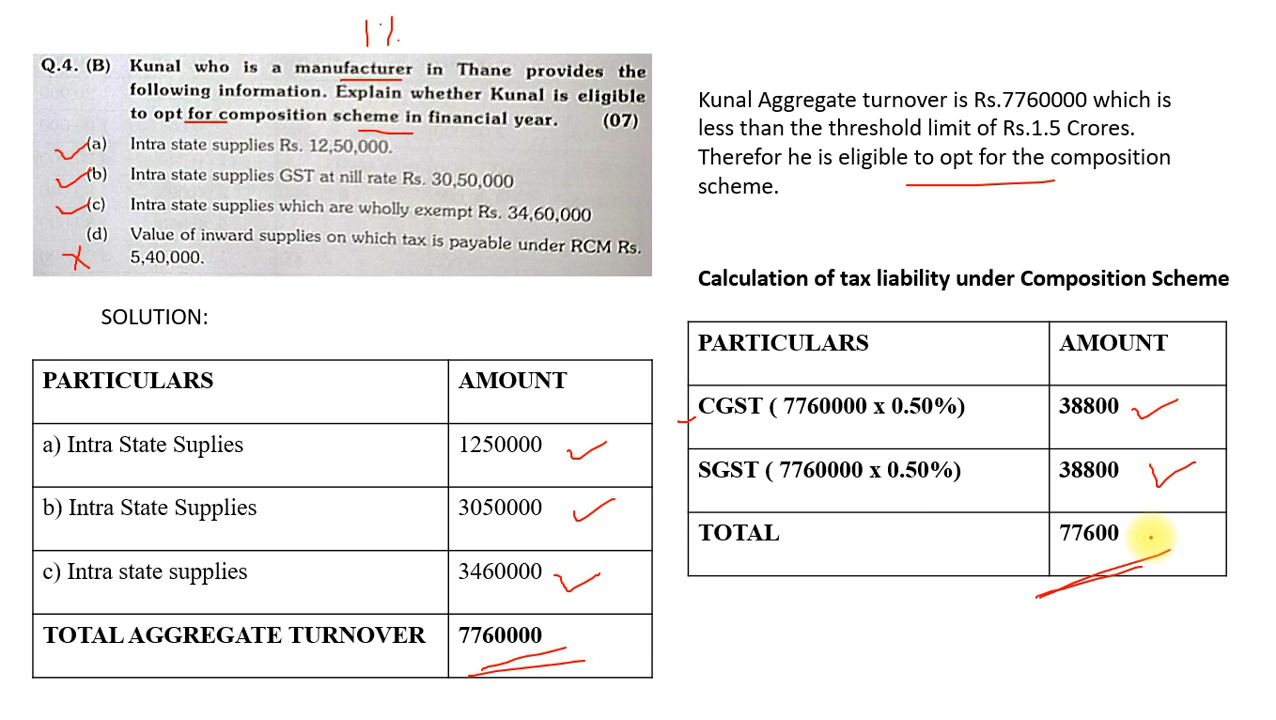 1%
Q.4. (B) Kunal who is a manufacturer in Thane provides the
following information. Explain whether Kunal is eligible
to opt for composition scheme in financial year. (07)
(a) Intra state supplies Rs. 12,50,000.
(b) Intra state supplies GST at nill rate Rs. 30,50,000
(c) Intra state supplies which are wholly exempt Rs. 34,60,000
(d) Value of inward supplies on which tax is payable under RCM Rs.
5,40,000.
SOLUTION:
PARTICULARS AMOUNT
a) Intra State Suplies 1250000
b) Intra State Supplies 3050000
c) Intra state supplies 3460000
TOTAL AGGREGATE TURNOVER 7760000
Kunal Aggregate turnover is Rs.7760000 which is
less than the threshold limit of Rs.1.5 Crores.
Therefor he is eligible to opt for the composition
scheme.
Calculation of tax liability under Composition Scheme
PARTICULARS AMOUNT
CGST ( 7760000 x 0.50%) 38800
SGST ( 7760000 x 0.50%) 38800
TOTAL 77600